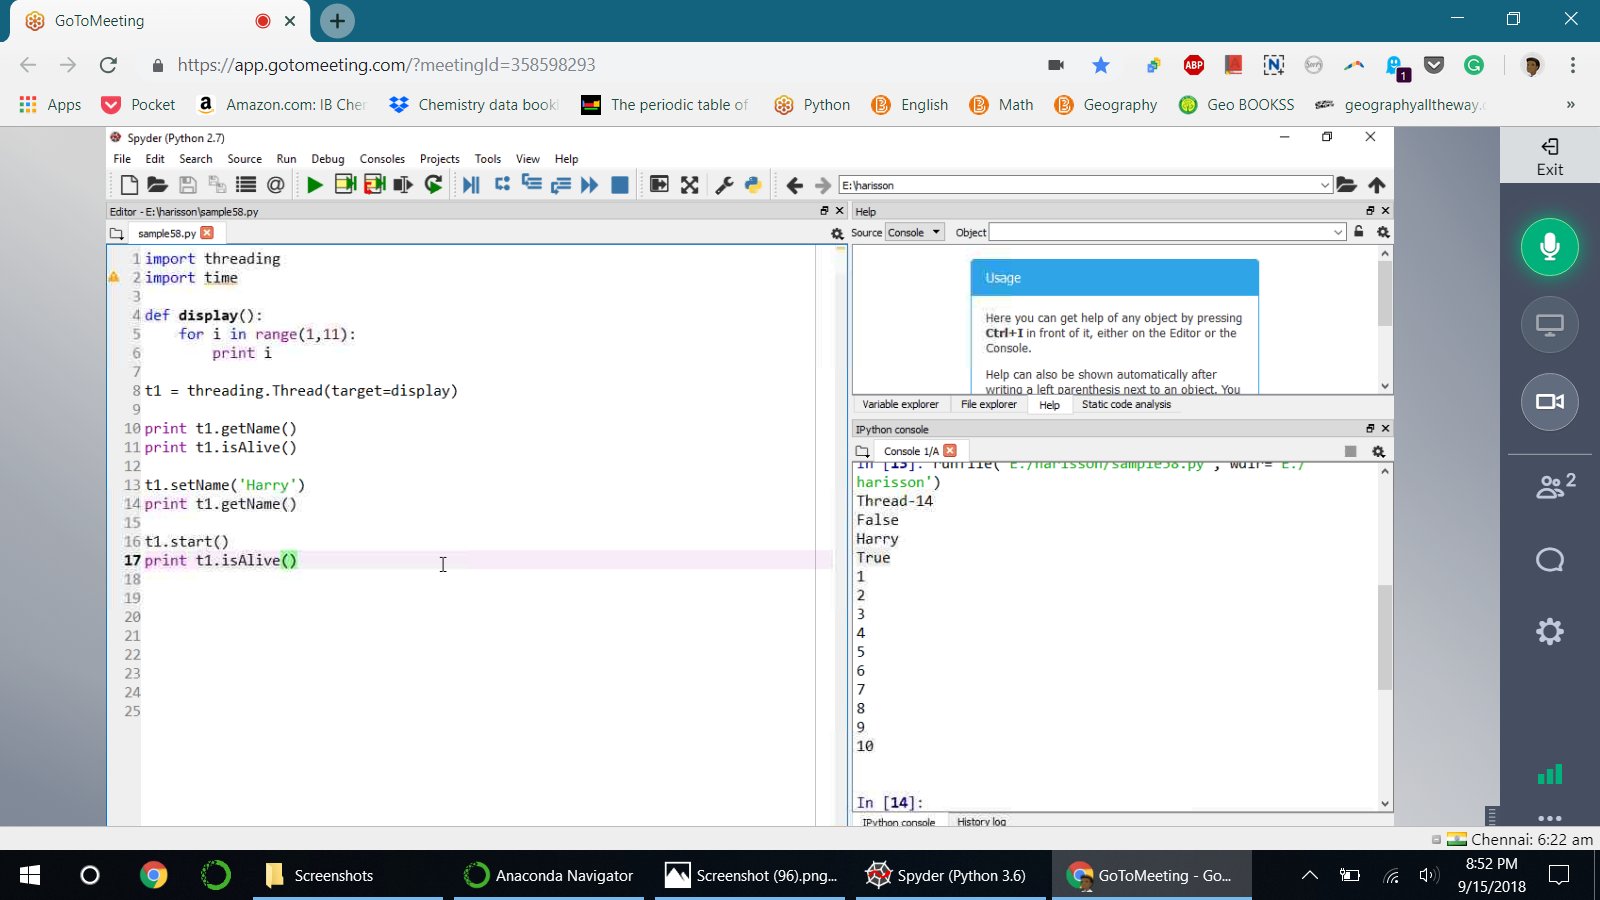 GoToMeeting
https://app.gotomeeting.com/?meetingId=358598293
ABP
1
Apps
Pocket
Amazon.com: IB Cher
Chemistry data book
The periodic table of
Python
English
Math
Geography
Geo BOOKSS
geographyalltheway.c
»
Spyder (Python 2.7)
File Edit Search Source Run Debug Consoles Projects Tools View Help
E:\harisson
Editor - E:\harisson\sample58.py
sample58.py
1 import threading
2 import time
3
4 def display():
5     for i in range(1,11):
6         print i
7
8 t1 = threading.Thread(target=display)
9
10 print t1.getName()
11 print t1.isAlive()
12
13 t1.setName('Harry')
14 print t1.getName()
15
16 t1.start()
17 print t1.isAlive()
18
19
20
21
22
23
24
25
Help
Source Console Object
Usage
Here you can get help of any object by pressing
Ctrl+I in front of it, either on the Editor or the
Console.
Help can also be shown automatically after
writing a left parenthesis next to an object. You
Variable explorer File explorer Help Static code analysis
IPython console
Console 1/A
In [13]: runfile('E:/harisson/sample58.py', wdir='E:/
harisson')
Thread-14
False
Harry
True
1
2
3
4
5
6
7
8
9
10
In [14]:
IPython console History log
Exit
2
Chennai: 6:22 am
Screenshots
Anaconda Navigator
Screenshot (96).png...
Spyder (Python 3.6)
GoToMeeting - Go...
8:52 PM
9/15/2018